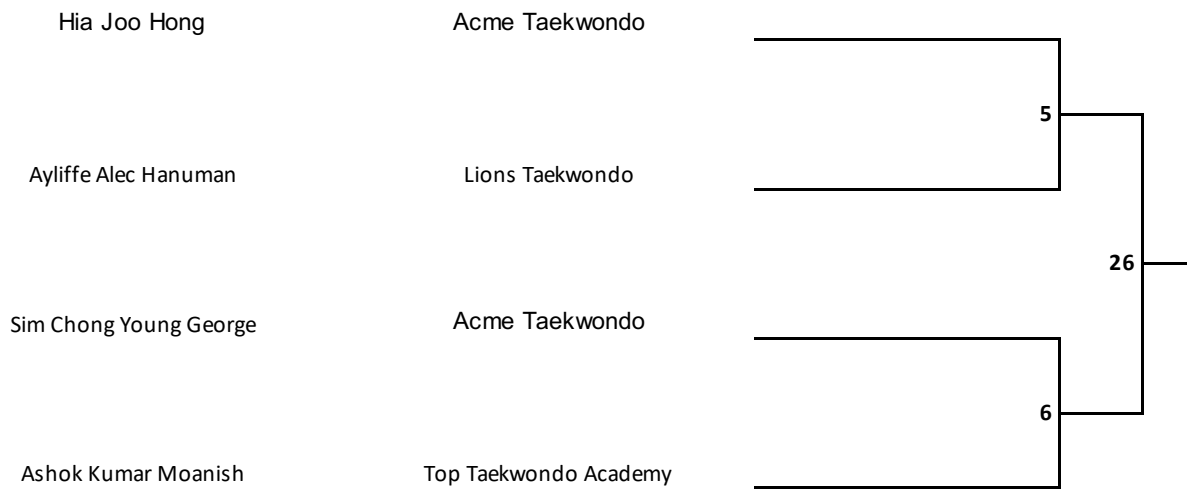 Hia Joo Hong Acme Taekwondo
5
Ayliffe Alec Hanuman Lions Taekwondo
26
Sim Chong Young George Acme Taekwondo
6
Ashok Kumar Moanish Top Taekwondo Academy